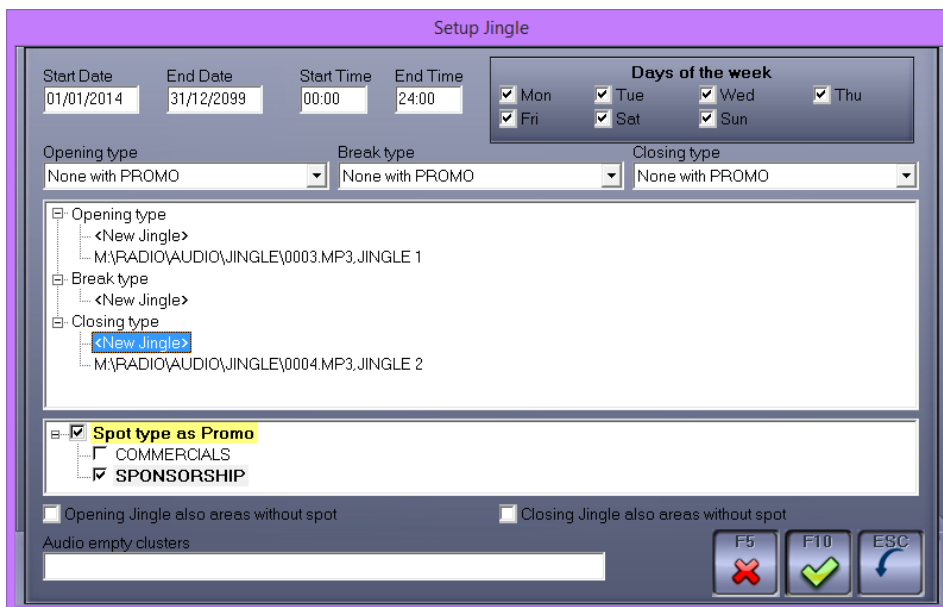 Setup Jingle
Start Date End Date Start Time End Time Days of the week
01/01/2014 31/12/2099 00:00 24:00 Mon Tue Wed Thu
Fri Sat Sun
Opening type Break type Closing type
None with PROMO None with PROMO None with PROMO
Opening type
<New Jingle>
M:\RADIO\AUDIO\JINGLE\0003.MP3,JINGLE 1
Break type
<New Jingle>
Closing type
<New Jingle>
M:\RADIO\AUDIO\JINGLE\0004.MP3,JINGLE 2
Spot type as Promo
COMMERCIALS
SPONSORSHIP
Opening Jingle also areas without spot Closing Jingle also areas without spot
Audio empty clusters F5 F10 ESC